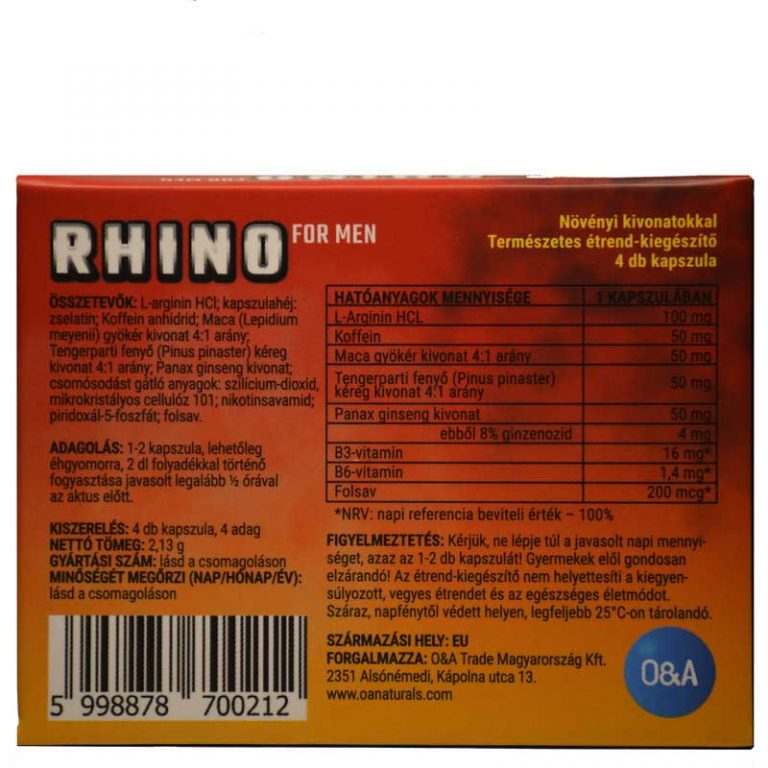 RHINO FOR MEN
Növényi kivonatokkal
Természetes étrend-kiegészítő
4 db kapszula
ÖSSZETEVŐK: L-arginin HCl; kapszulahéj:
zselatin; Koffein anhidrid; Maca (Lepidium
meyenii) gyökér kivonat 4:1 arány;
Tengerparti fenyő (Pinus pinaster) kéreg
kivonat 4:1 arány; Panax ginseng kivonat;
csomósodást gátló anyagok: szilícium-dioxid,
mikrokristályos cellulóz 101; nikotinsavamid;
piridoxál-5-foszfát; folsav.
ADAGOLÁS: 1-2 kapszula, lehetőleg
éhgyomorra, 2 dl folyadékkal történő
fogyasztása javasolt legalább ½ órával
az aktus előtt.
KISZERELÉS: 4 db kapszula, 4 adag
NETTÓ TÖMEG: 2,13 g
GYÁRTÁSI SZÁM: lásd a csomagoláson
MINŐSÉGÉT MEGŐRZI (NAP/HÓNAP/ÉV):
lásd a csomagoláson
5 998878 700212
HATÓANYAGOK MENNYISÉGE 1 KAPSZULÁBAN
L-Arginin HCL 100 mg
Koffein 50 mg
Maca gyökér kivonat 4:1 arány 50 mg
Tengerparti fenyő (Pinus pinaster)
kéreg kivonat 4:1 arány 50 mg
Panax ginseng kivonat 50 mg
ebből 8% ginzenozid 4 mg
B3-vitamin 16 mg*
B6-vitamin 1,4 mg*
Folsav 200 mcg*
*NRV: napi referencia beviteli érték – 100%
FIGYELMEZTETÉS: Kérjük, ne lépje túl a javasolt napi mennyi-
séget, azaz az 1-2 db kapszulát! Gyermekek elől gondosan
elzárandó! Az étrend-kiegészítő nem helyettesíti a kiegyen-
súlyozott, vegyes étrendet és az egészséges életmódot.
Száraz, napfénytől védett helyen, legfeljebb 25°C-on tárolandó.
SZÁRMAZÁSI HELY: EU
FORGALMAZZA: O&A Trade Magyarország Kft.
2351 Alsónémedi, Kápolna utca 13.
www.oanaturals.com
O&A